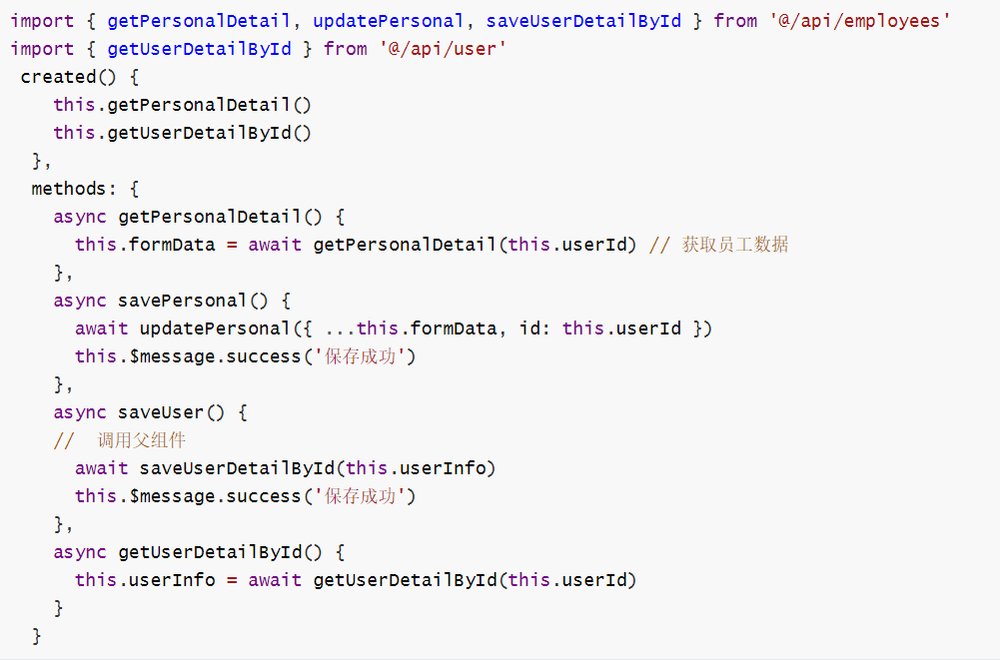 import { getPersonalDetail, updatePersonal, saveUserDetailById } from '@/api/employees'
import { getUserDetailById } from '@/api/user'
 created() {
    this.getPersonalDetail()
    this.getUserDetailById()
  },
  methods: {
    async getPersonalDetail() {
      this.formData = await getPersonalDetail(this.userId) // 获取员工数据
    },
    async savePersonal() {
      await updatePersonal({ ...this.formData, id: this.userId })
      this.$message.success('保存成功')
    },
    async saveUser() {
    //  调用父组件
      await saveUserDetailById(this.userInfo)
      this.$message.success('保存成功')
    },
    async getUserDetailById() {
      this.userInfo = await getUserDetailById(this.userId)
    }
  }